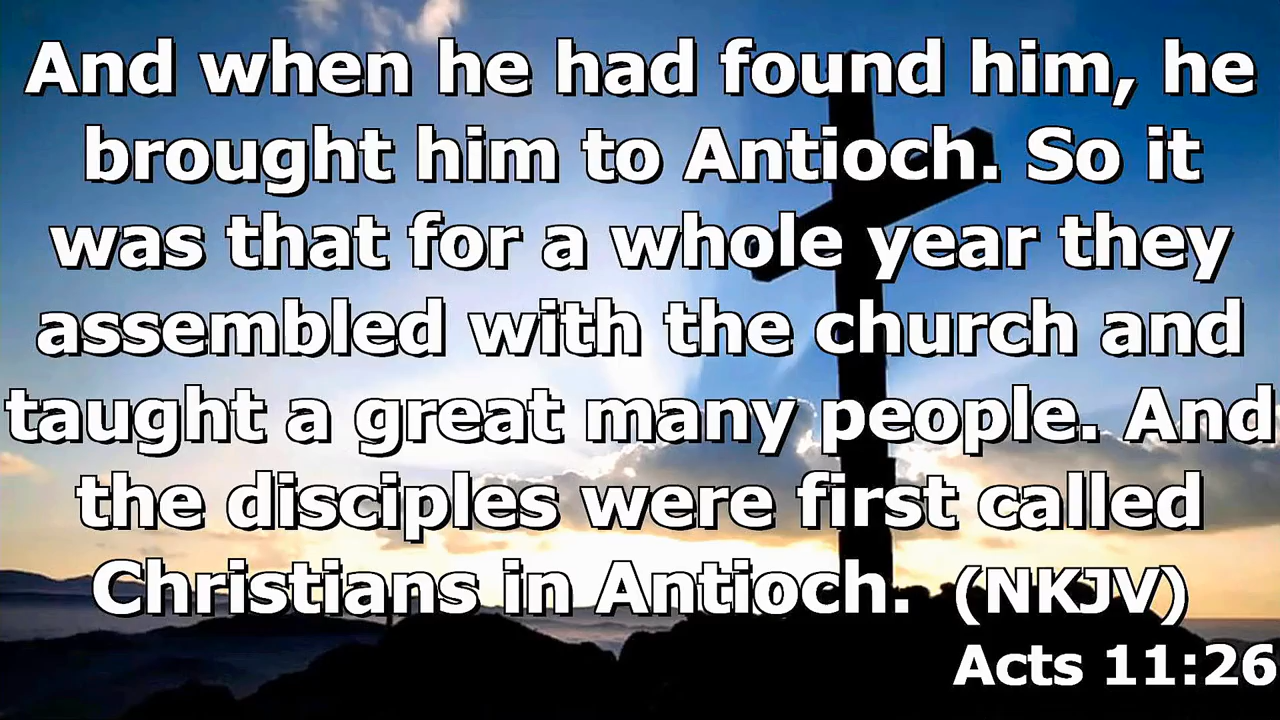 And when he had found him, he
brought him to Antioch. So it
was that for a whole year they
assembled with the church and
taught a great many people. And
the disciples were first called
Christians in Antioch. (NKJV)
Acts 11:26